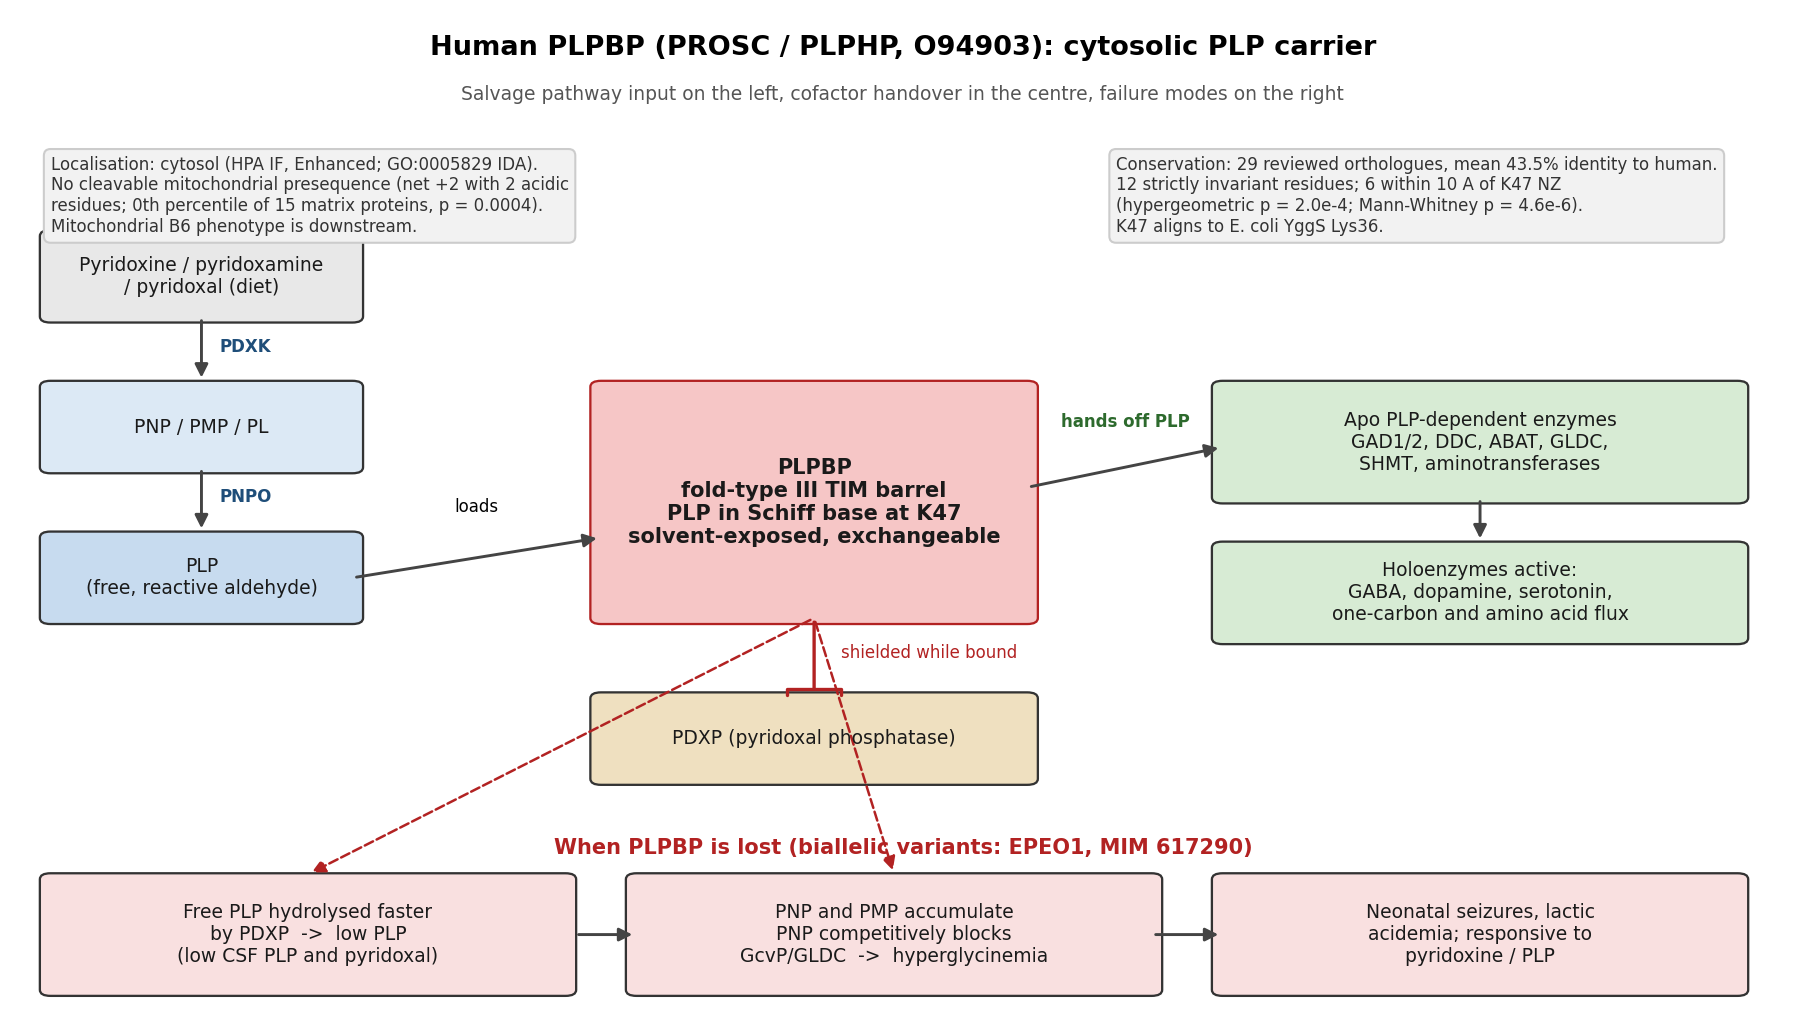 Human PLPBP (PROSC / PLPHP, O94903): cytosolic PLP carrier
Salvage pathway input on the left, cofactor handover in the centre, failure modes on the right
Localisation: cytosol (HPA IF, Enhanced; GO:0005829 IDA).
No cleavable mitochondrial presequence (net +2 with 2 acidic
residues; 0th percentile of 15 matrix proteins, p = 0.0004).
Mitochondrial B6 phenotype is downstream.
Conservation: 29 reviewed orthologues, mean 43.5% identity to human.
12 strictly invariant residues; 6 within 10 A of K47 NZ
(hypergeometric p = 2.0e-4; Mann-Whitney p = 4.6e-6).
K47 aligns to E. coli YggS Lys36.
Pyridoxine / pyridoxamine
/ pyridoxal (diet)
PDXK
PNP / PMP / PL
PNPO
PLP
(free, reactive aldehyde)
loads
PLPBP
fold-type III TIM barrel
PLP in Schiff base at K47
solvent-exposed, exchangeable
hands off PLP
Apo PLP-dependent enzymes
GAD1/2, DDC, ABAT, GLDC,
SHMT, aminotransferases
Holoenzymes active:
GABA, dopamine, serotonin,
one-carbon and amino acid flux
shielded while bound
PDXP (pyridoxal phosphatase)
When PLPBP is lost (biallelic variants: EPEO1, MIM 617290)
Free PLP hydrolysed faster
by PDXP -> low PLP
(low CSF PLP and pyridoxal)
PNP and PMP accumulate
PNP competitively blocks
GcvP/GLDC -> hyperglycinemia
Neonatal seizures, lactic
acidemia; responsive to
pyridoxine / PLP